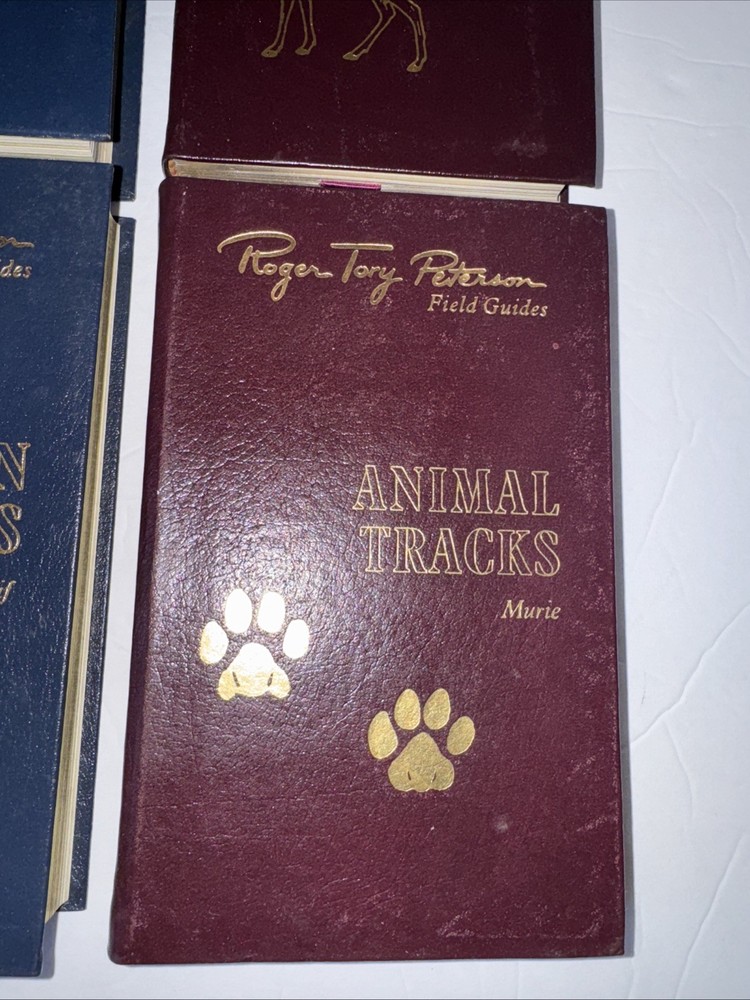 Roger Tory Peterson
Field Guides
ANIMAL
TRACKS
Murie